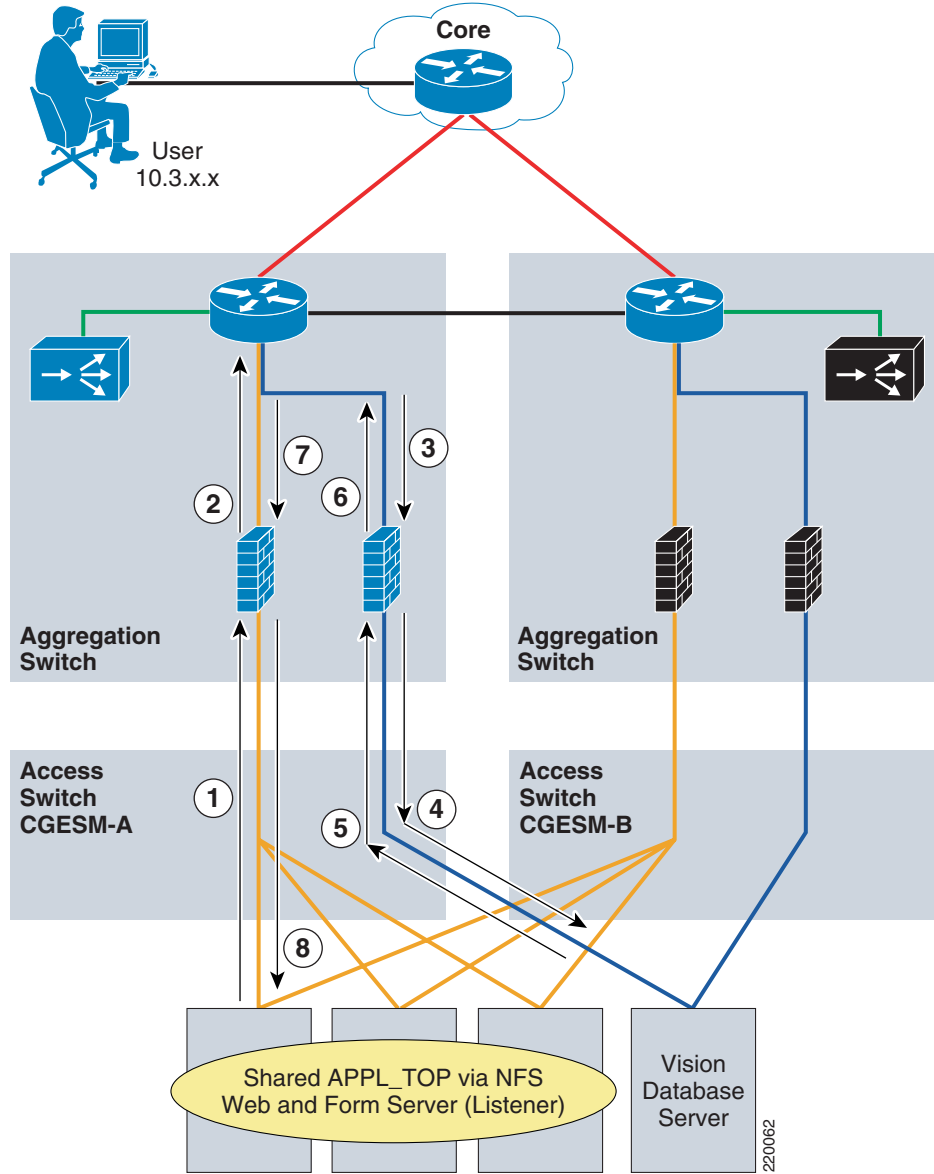 Core
User
10.3.x.x
2
7
6
3
Aggregation
Switch
Aggregation
Switch
Access
Switch
CGESM-A
1
5
4
Access
Switch
CGESM-B
8
Shared APPL_TOP via NFS
Web and Form Server (Listener)
Vision
Database
Server
220062